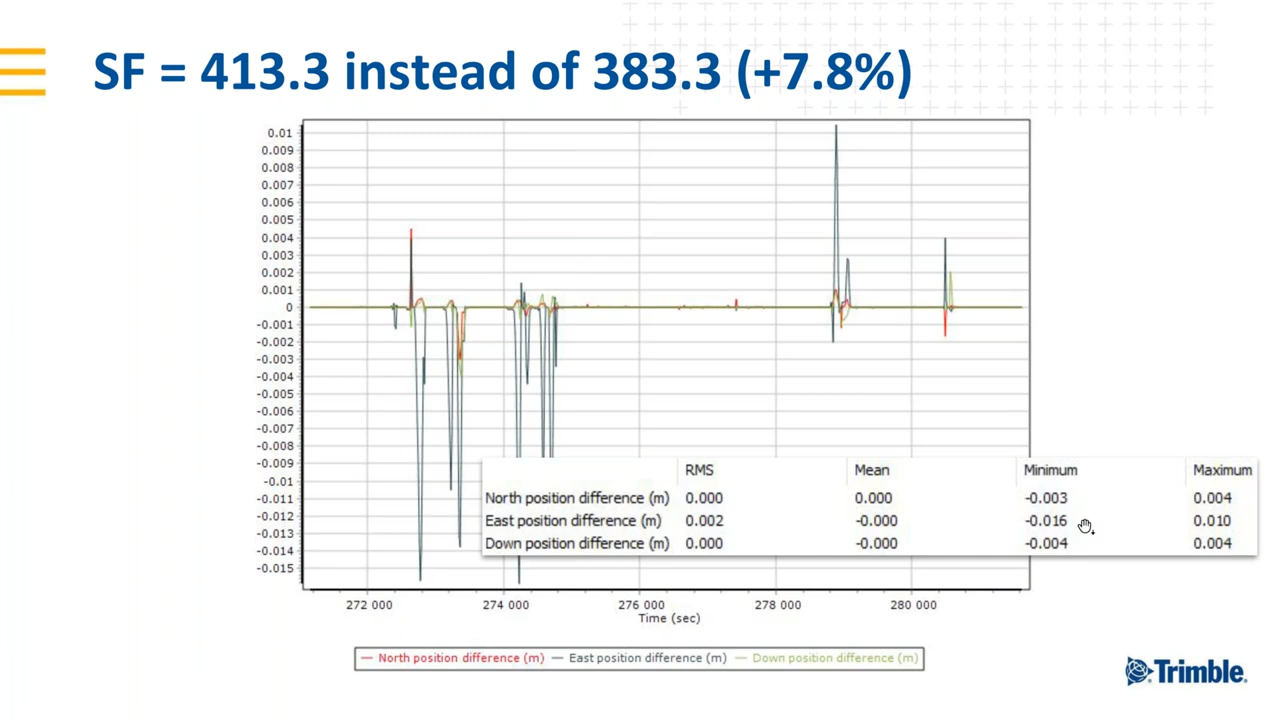 SF = 413.3 instead of 383.3 (+7.8%)
0.01
0.009
0.008
0.007
0.006
0.005
0.004
0.003
0.002
0.001
0
-0.001
-0.002
-0.003
-0.004
-0.005
-0.006
-0.007
-0.008
-0.009
-0.01
-0.011
-0.012
-0.013
-0.014
-0.015
RMS Mean Minimum Maximum
North position difference (m) 0.000 0.000 -0.003 0.004
East position difference (m) 0.002 -0.000 -0.016 0.010
Down position difference (m) 0.000 -0.000 -0.004 0.004
272 000 274 000 276 000 278 000 280 000
Time (sec)
North position difference (m) East position difference (m) Down position difference (m)
Trimble